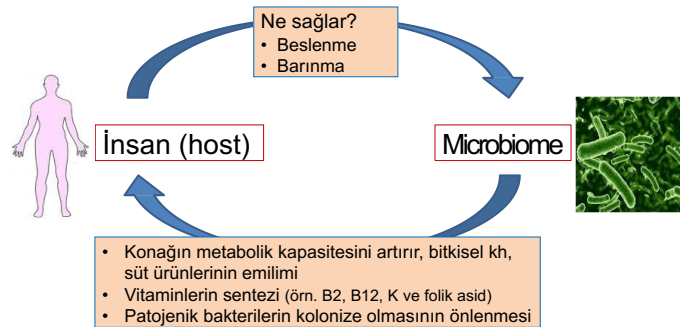 Ne sağlar?
• Beslenme
• Barınma
İnsan (host)
Microbiome
• Konağın metabolik kapasitesini artırır, bitkisel kh,
süt ürünlerinin emilimi
• Vitaminlerin sentezi (örn. B2, B12, K ve folik asid)
• Patojenik bakterilerin kolonize olmasının önlenmesi